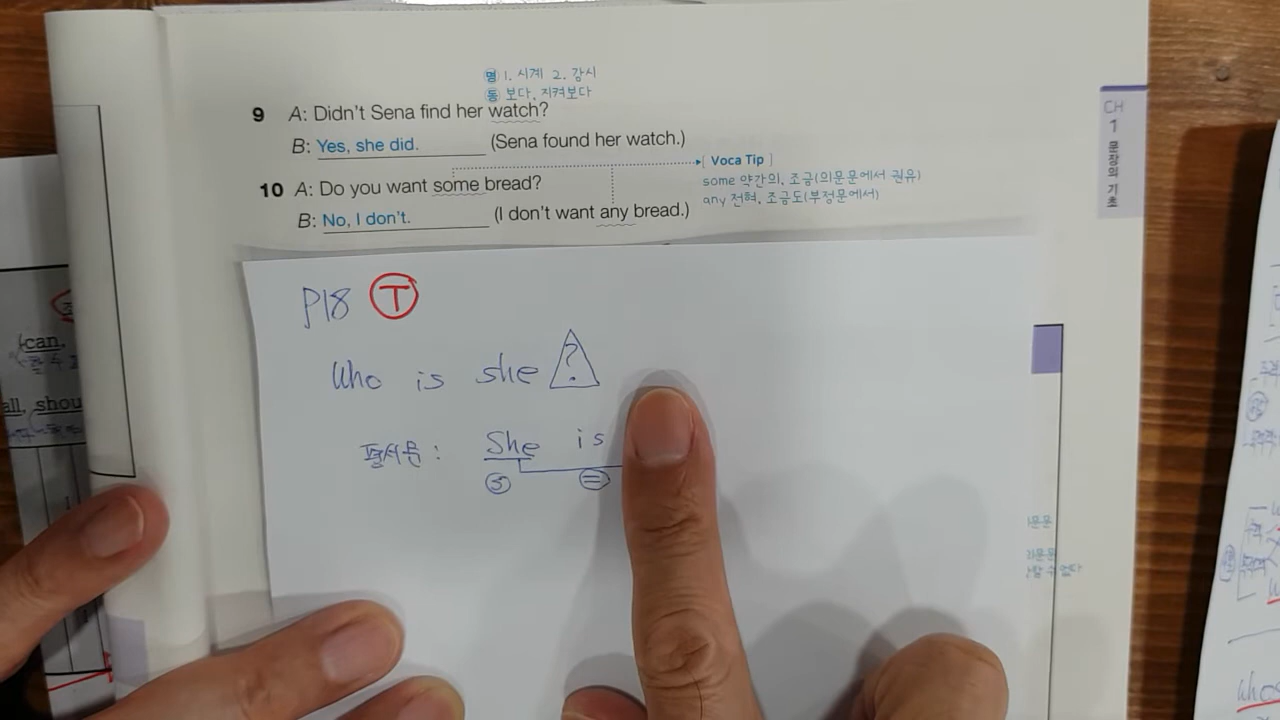 명 1. 시계 2. 감시
동 보다, 지켜보다
9 A: Didn't Sena find her watch?
B: Yes, she did. (Sena found her watch.)
[ Voca Tip ]
10 A: Do you want some bread?
some 약간의, 조금(의문문에서 권유)
any 전혀, 조금도(부정문에서)
B: No, I don't. (I don't want any bread.)
CH 1 문장의 기초
P18 T
Who is she ?
평서문: She is
can,
all, shou